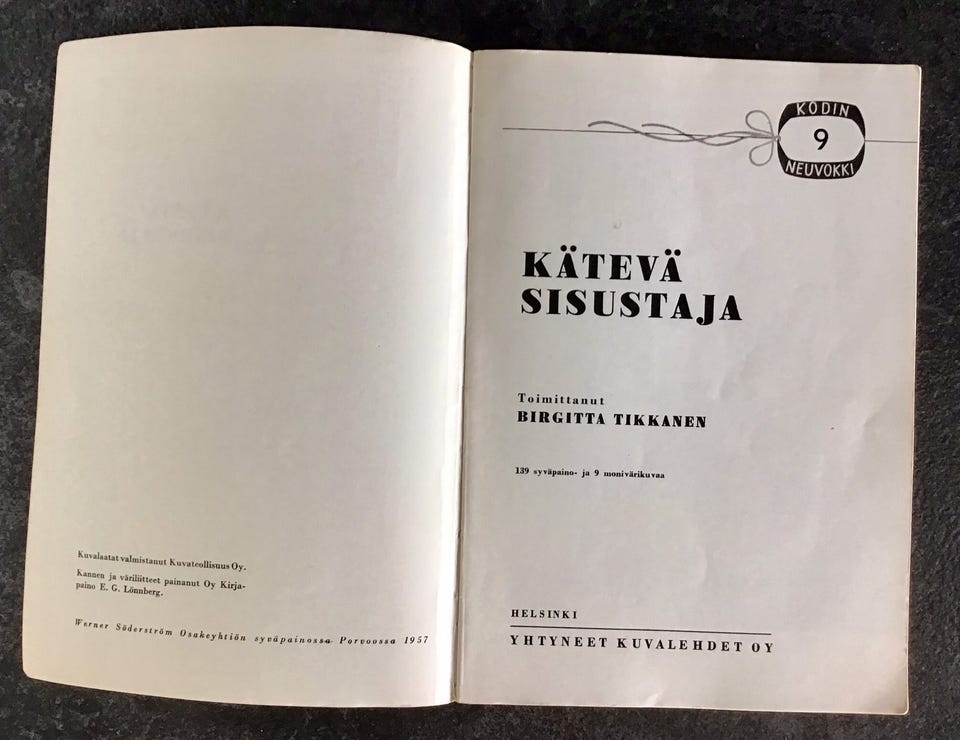 Kuvalaatat valmistanut Kuvateollisuus Oy.
Kannen ja väriliitteet painanut Oy Kirja-
paino E. G. Lönnberg.
Werner Söderström Osakeyhtiön syväpainossa Porvoossa 1957
KODIN
9
NEUVOKKI
KÄTEVÄ
SISUSTAJA
Toimittanut
BIRGITTA TIKKANEN
139 syväpaino- ja 9 monivärikuvaa
HELSINKI
YHTYNEET KUVALEHDET OY